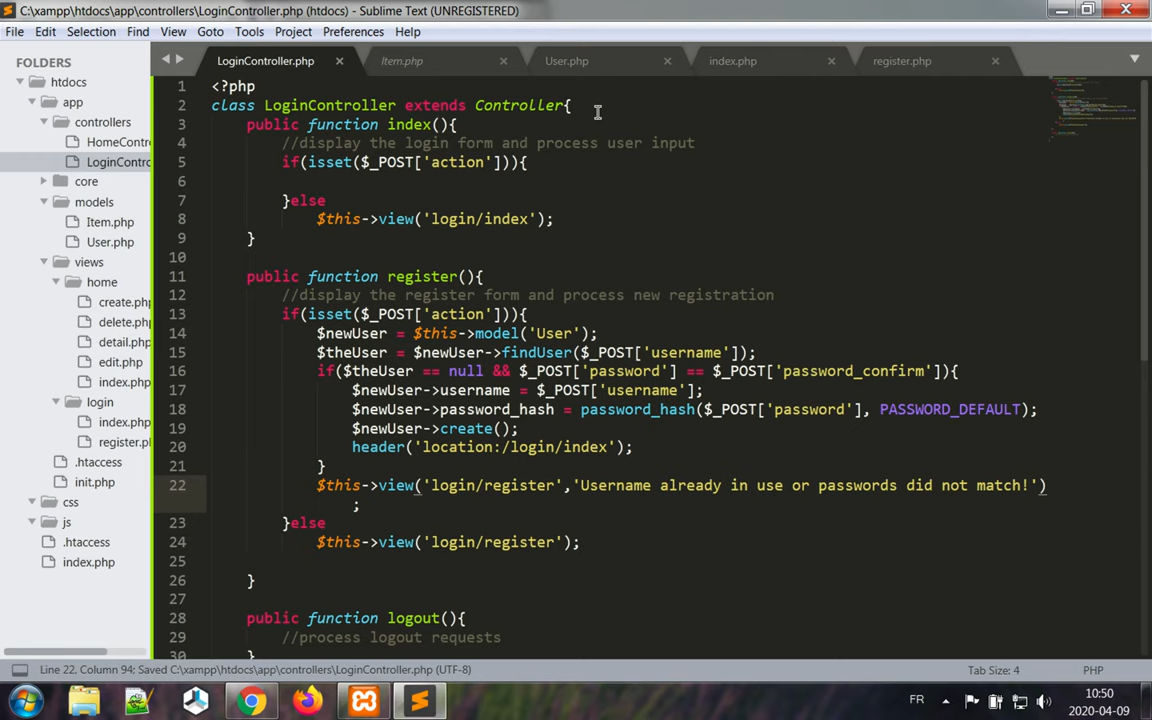 C:\xampp\htdocs\app\controllers\LoginController.php (htdocs) - Sublime Text (UNREGISTERED)
File Edit Selection Find View Goto Tools Project Preferences Help
FOLDERS
htdocs
app
controllers
HomeContro
LoginContro
core
models
Item.php
User.php
views
home
create.php
delete.php
detail.php
edit.php
index.php
login
index.php
register.ph
.htaccess
init.php
css
js
.htaccess
index.php
LoginController.php Item.php User.php index.php register.php
1 <?php
2 class LoginController extends Controller{
3 public function index(){
4 //display the login form and process user input
5 if(isset($_POST['action'])){
6
7 }else
8 $this->view('login/index');
9 }
10
11 public function register(){
12 //display the register form and process new registration
13 if(isset($_POST['action'])){
14 $newUser = $this->model('User');
15 $theUser = $newUser->findUser($_POST['username']);
16 if($theUser == null && $_POST['password'] == $_POST['password_confirm']){
17 $newUser->username = $_POST['username'];
18 $newUser->password_hash = password_hash($_POST['password'], PASSWORD_DEFAULT);
19 $newUser->create();
20 header('location:/login/index');
21 }
22 $this->view('login/register','Username already in use or passwords did not match!')
;
23 }else
24 $this->view('login/register');
25
26 }
27
28 public function logout(){
29 //process logout requests
30 }
Line 22, Column 94; Saved C:\xampp\htdocs\app\controllers\LoginController.php (UTF-8) Tab Size: 4 PHP
FR 10:50
2020-04-09